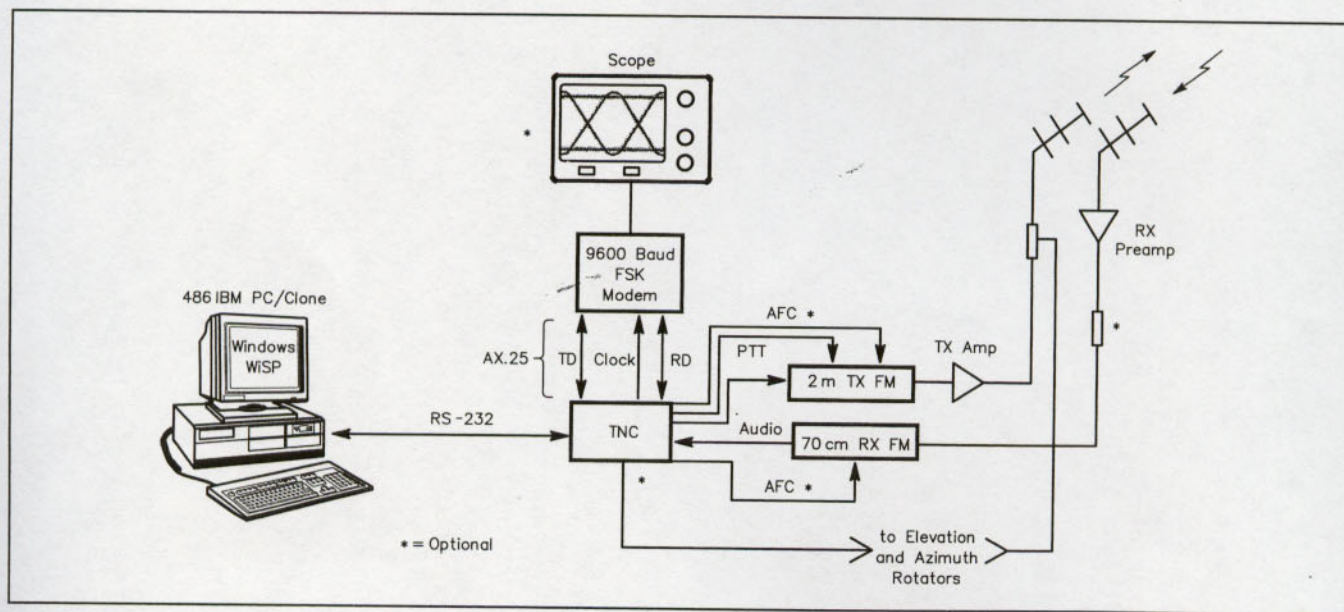 Scope
*
9600 Baud
FSK
Modem
RX
Preamp
486 IBM PC/Clone
Windows
WiSP
AX.25
TD
Clock
RD
AFC *
PTT
TX Amp
2 m TX FM
*
RS-232
TNC
Audio
70 cm RX FM
*
AFC *
* = Optional
to Elevation
and Azimuth
Rotators